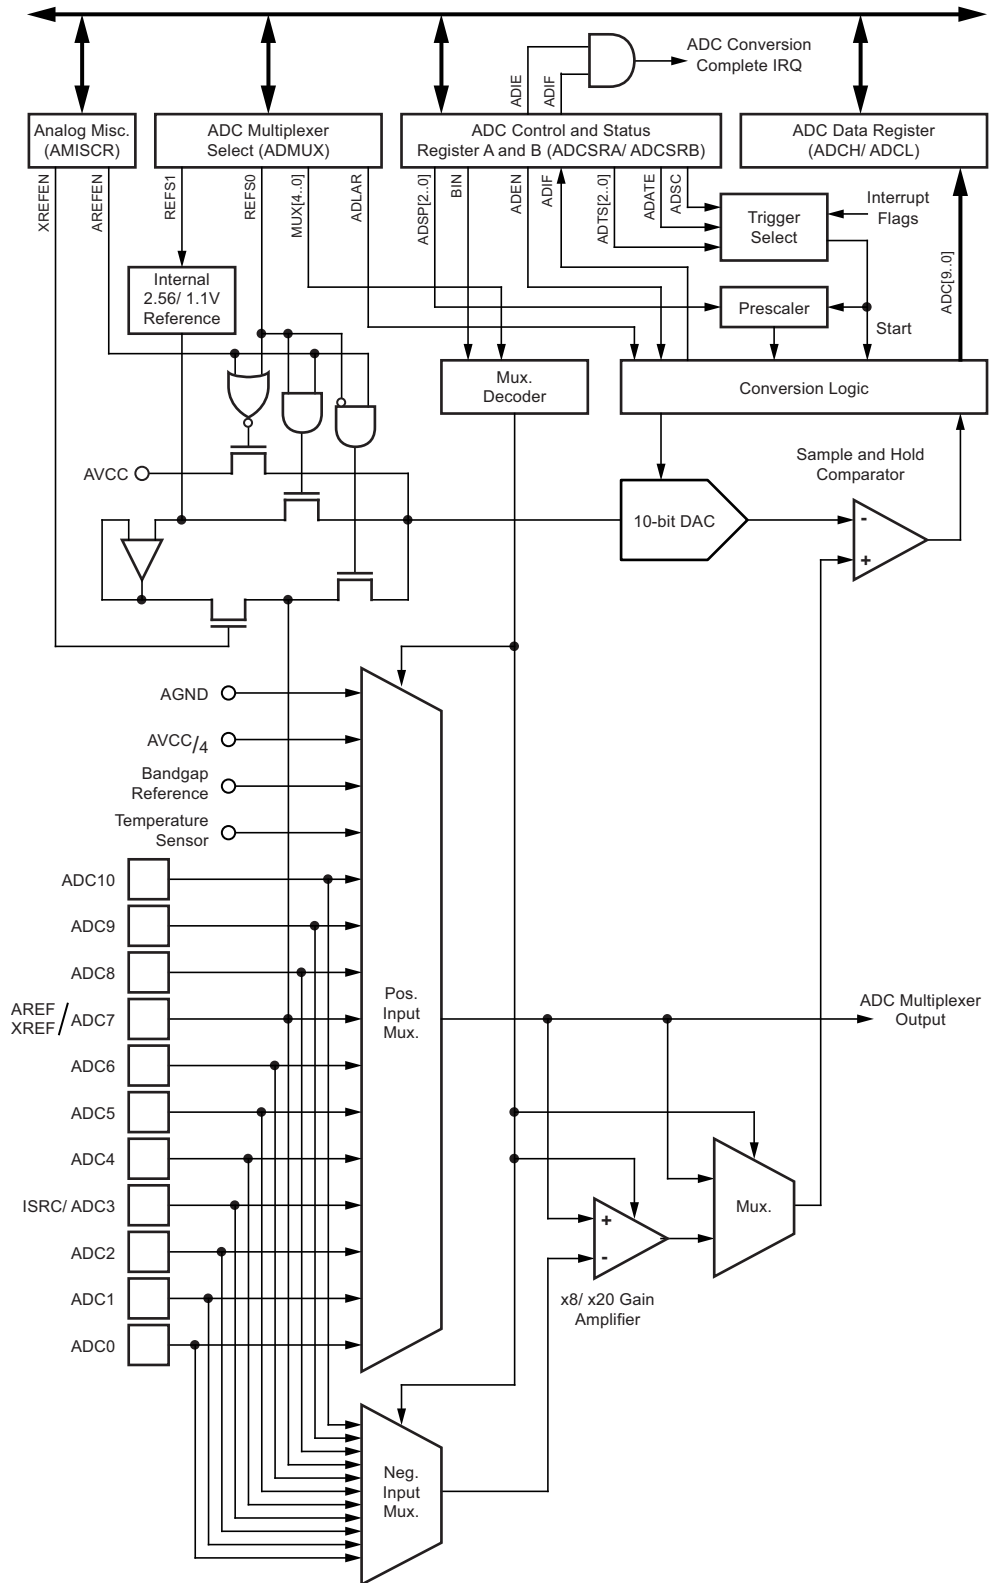 ADC Conversion
Complete IRQ
ADIE
ADIF
Analog Misc.
(AMISCR)
ADC Multiplexer
Select (ADMUX)
ADC Control and Status
Register A and B (ADCSRA/ ADCSRB)
ADC Data Register
(ADCH/ ADCL)
XREFEN
AREFEN
REFS1
REFS0
MUX[4..0]
ADLAR
ADSP[2..0]
BIN
ADEN
ADIF
ADTS[2..0]
ADATE
ADSC
Trigger
Select
Interrupt
Flags
ADC[9..0]
Internal
2.56/ 1.1V
Reference
Prescaler
Start
Mux.
Decoder
Conversion Logic
AVCC
Sample and Hold
Comparator
10-bit DAC
-
+
AGND
AVCC/4
Bandgap
Reference
Temperature
Sensor
ADC10
ADC9
ADC8
AREF
XREF / ADC7
ADC6
ADC5
ADC4
ISRC/ ADC3
ADC2
ADC1
ADC0
Pos.
Input
Mux.
ADC Multiplexer
Output
Mux.
+
-
x8/ x20 Gain
Amplifier
Neg.
Input
Mux.